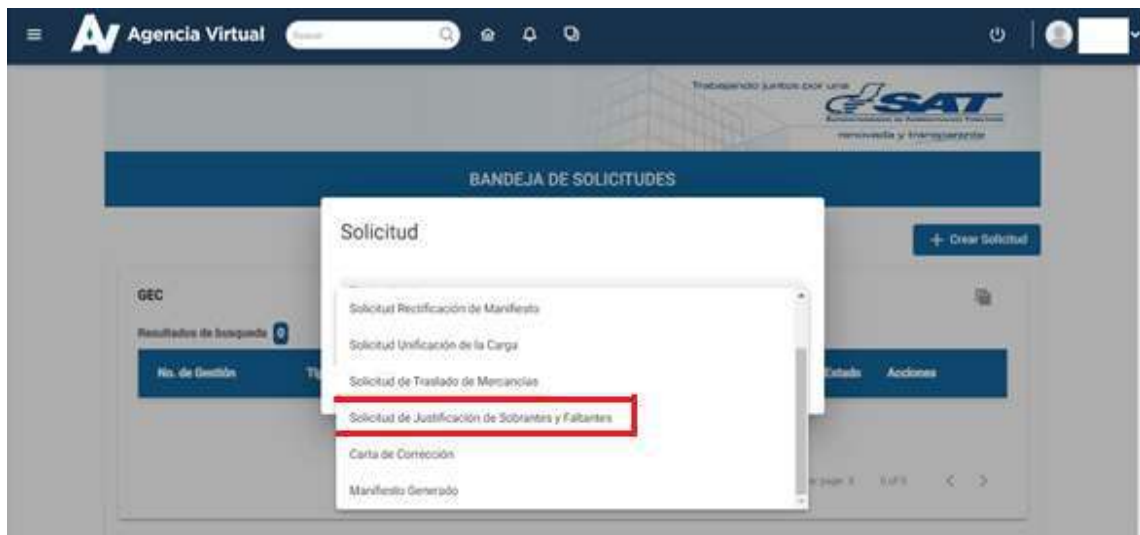 Agencia Virtual
Buscar
Trabajando juntos por una
SAT
renovada y transparente
BANDEJA DE SOLICITUDES
Solicitud
+ Crear Solicitud
GEC
Solicitud Rectificación de Manifiesto
Resultados de busqueda 0
Solicitud Unificación de la Carga
No. de Gestión
Estado
Acciones
Solicitud de Traslado de Mercancías
Solicitud de Justificación de Sobrantes y Faltantes
Carta de Corrección
Manifiesto Generado